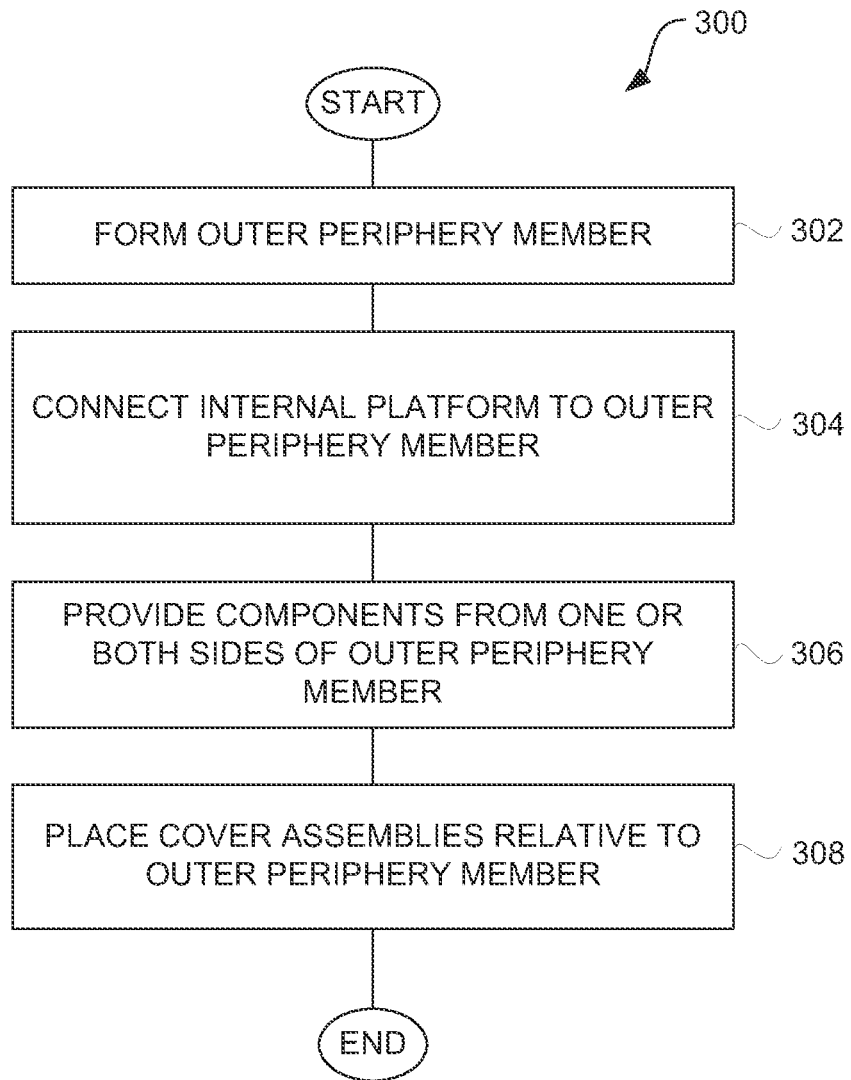 300
START
FORM OUTER PERIPHERY MEMBER
302
CONNECT INTERNAL PLATFORM TO OUTER
PERIPHERY MEMBER
304
PROVIDE COMPONENTS FROM ONE OR
BOTH SIDES OF OUTER PERIPHERY
MEMBER
306
PLACE COVER ASSEMBLIES RELATIVE TO
OUTER PERIPHERY MEMBER
308
END